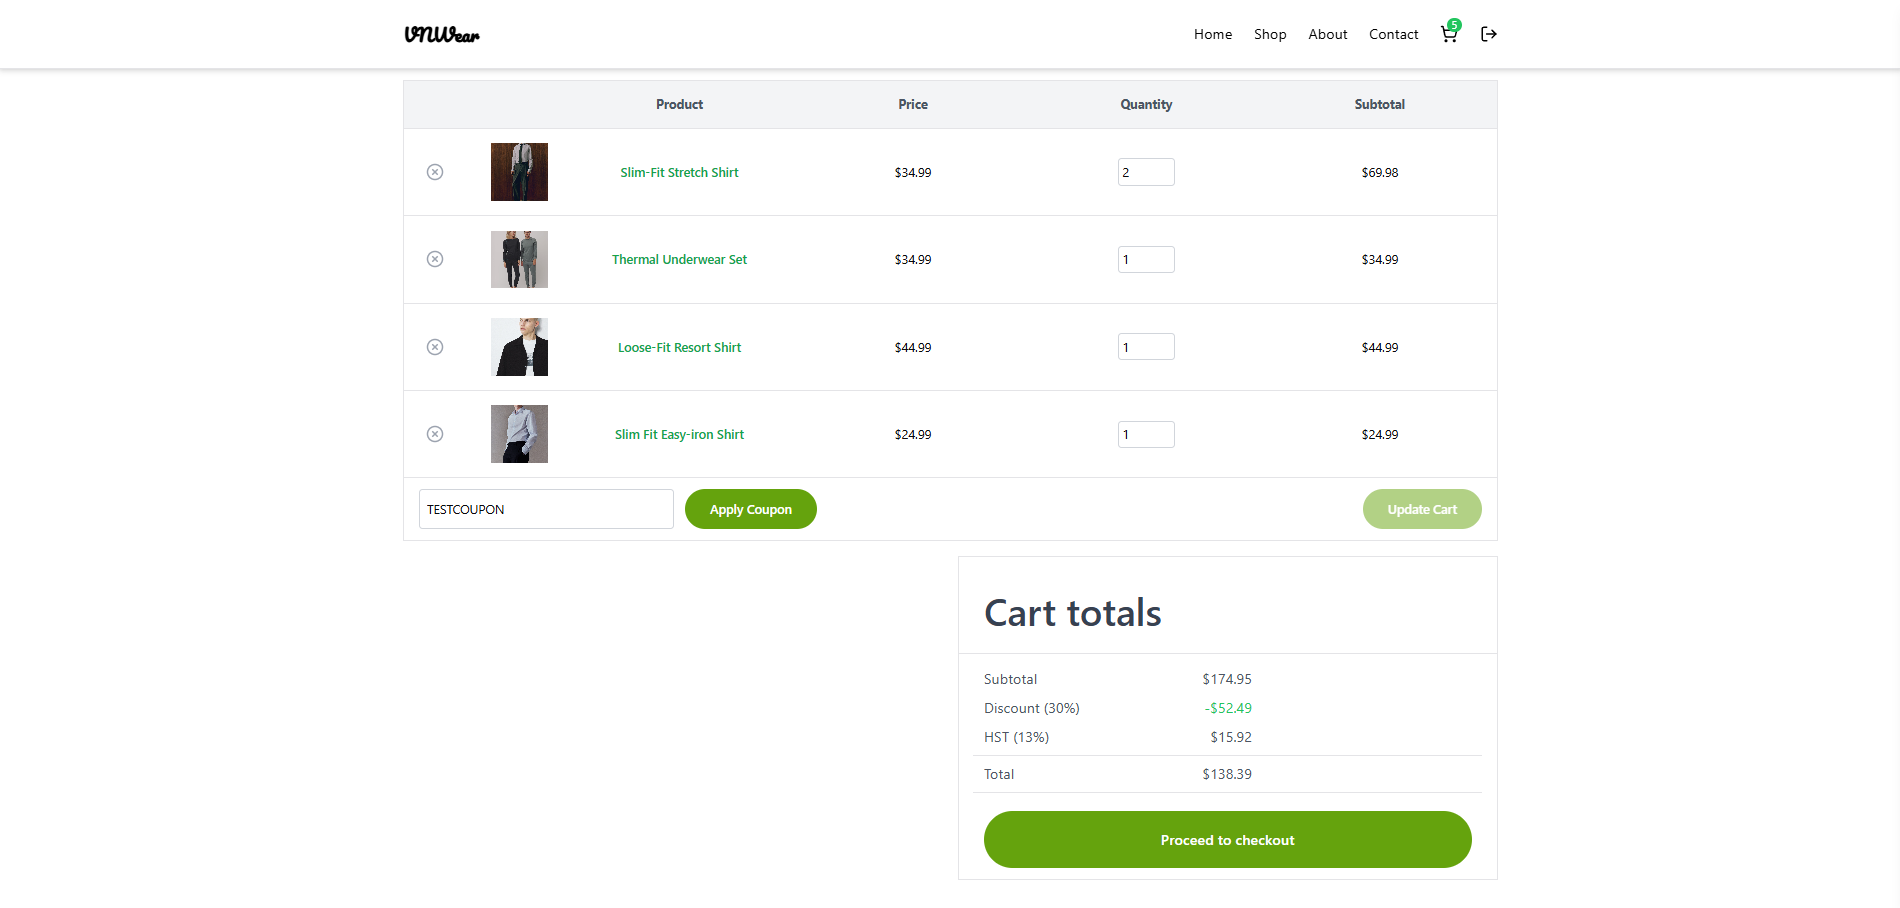 VNWear Home Shop About Contact 5
Product Price Quantity Subtotal
Slim-Fit Stretch Shirt $34.99 2 $69.98
Thermal Underwear Set $34.99 1 $34.99
Loose-Fit Resort Shirt $44.99 1 $44.99
Slim Fit Easy-iron Shirt $24.99 1 $24.99
TESTCOUPON Apply Coupon Update Cart
Cart totals
Subtotal $174.95
Discount (30%) -$52.49
HST (13%) $15.92
Total $138.39
Proceed to checkout